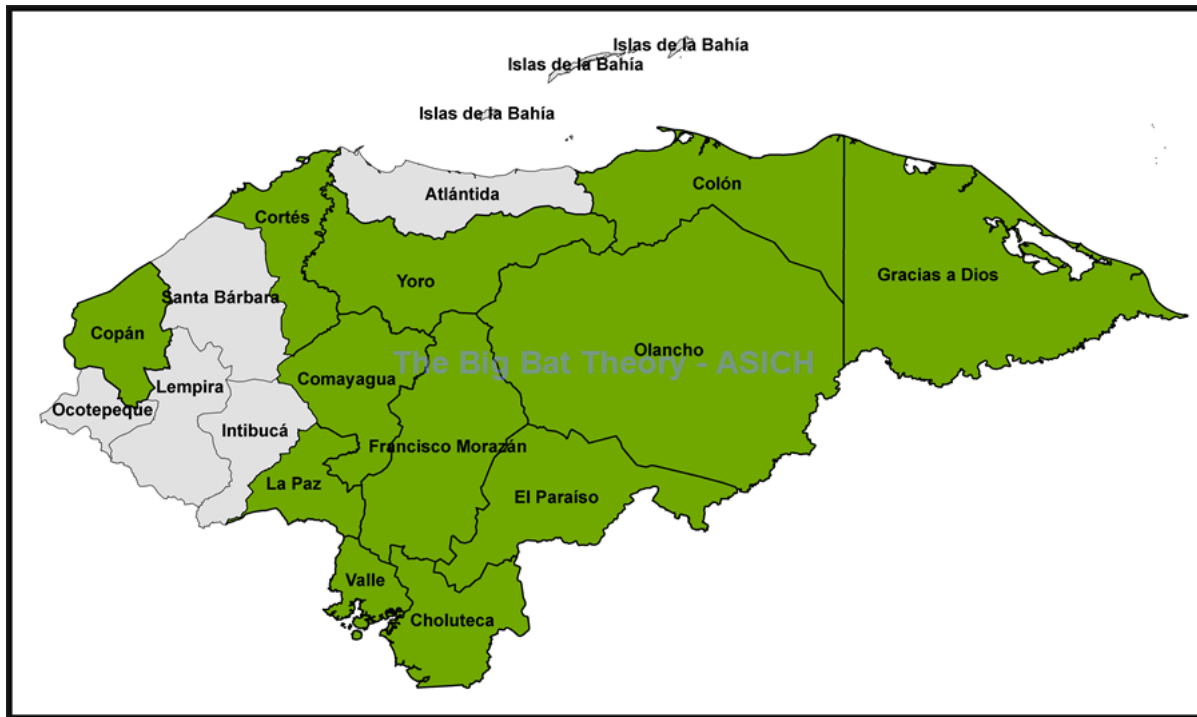 Islas de la Bahía
Islas de la Bahía
Islas de la Bahía
Atlántida
Colón
Cortés
Yoro
Gracias a Dios
Santa Bárbara
Copán
Olancho
The Big Bat Theory - ASICH
Comayagua
Lempira
Ocotepeque
Intibucá
Francisco Morazán
La Paz
El Paraíso
Valle
Choluteca